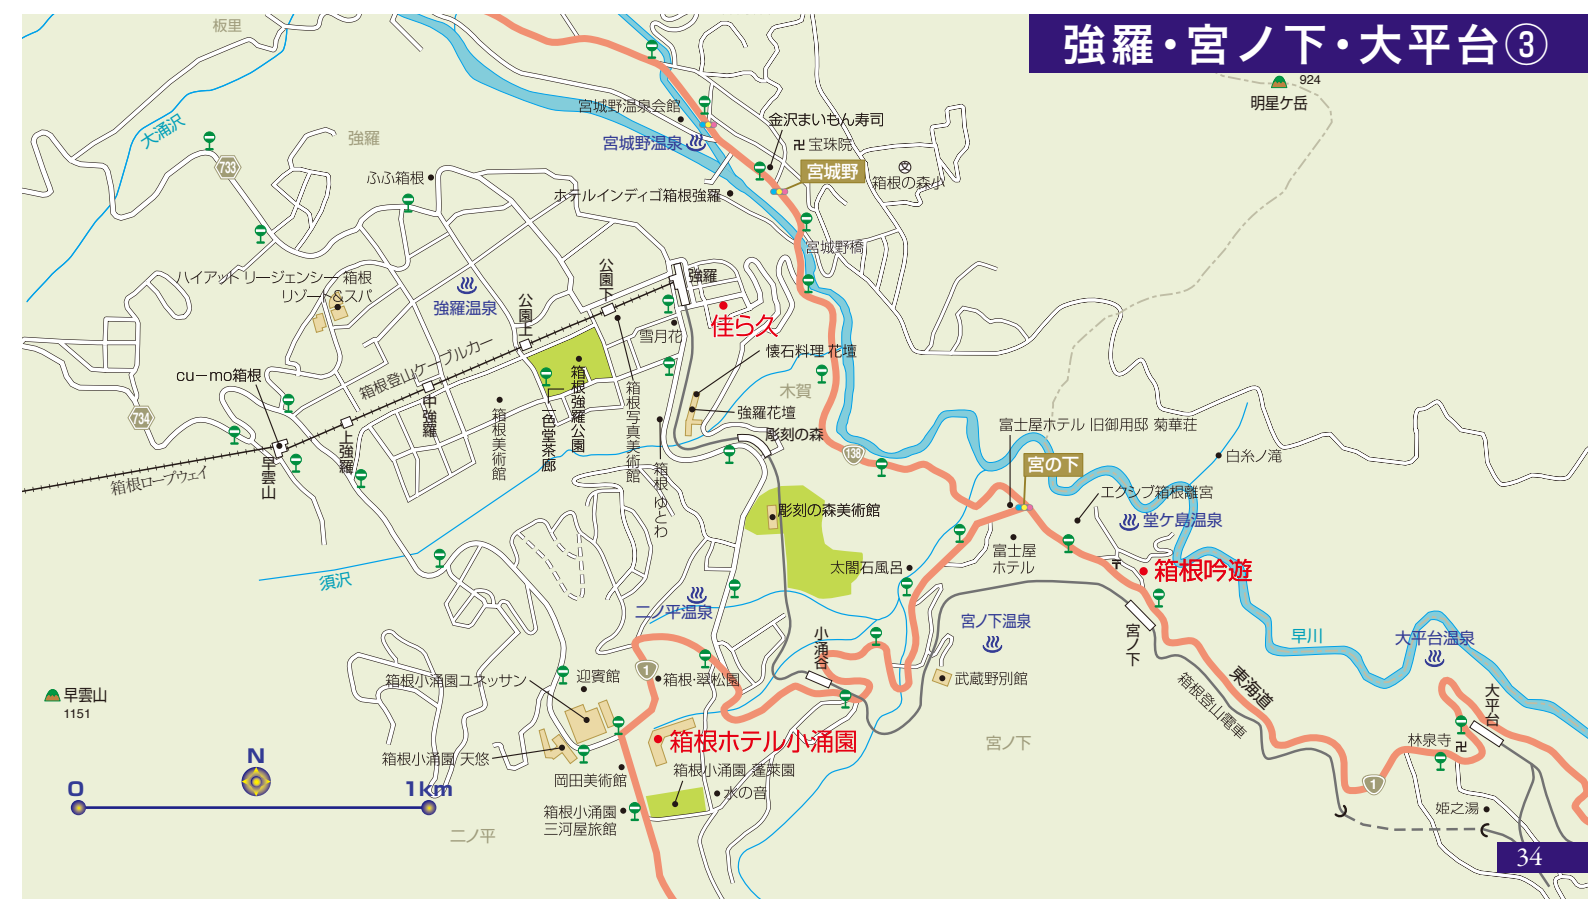 強羅・宮ノ下・大平台③
板里
924
明星ケ岳
大涌沢
強羅
733
ふふ箱根
宮城野温泉会館
宮城野温泉
金沢まいもん寿司
卍 宝珠院
宮城野
箱根の森小
ホテルインディゴ箱根強羅
宮城野橋
ハイアット リージェンシー 箱根
リゾート&スパ
強羅温泉
公園上
公園下
強羅
雪月花
佳ら久
懐石料理 花壇
木賀
強羅花壇
彫刻の森
cu−mo箱根
箱根登山ケーブルカー
中強羅
上強羅
早雲山
734
箱根ロープウェイ
箱根美術館
一色堂茶廊
箱根強羅公園
箱根写真美術館
箱根 ゆとわ
彫刻の森美術館
138
富士屋ホテル 旧御用邸 菊華荘
宮の下
白糸ノ滝
エクシブ箱根離宮
堂ケ島温泉
富士屋
ホテル
〒
箱根吟遊
太閤石風呂
須沢
二ノ平温泉
小涌谷
宮ノ下温泉
宮ノ下
早川
大平台温泉
東海道
箱根登山電車
大平台
林泉寺 卍
姫之湯
1
武蔵野別館
宮ノ下
早雲山
1151
箱根小涌園ユネッサン
迎賓館
1
箱根・翠松園
箱根ホテル小涌園
箱根小涌園 天悠
岡田美術館
箱根小涌園 蓬莱園
水の音
箱根小涌園
三河屋旅館
二ノ平
N
0
1km
34